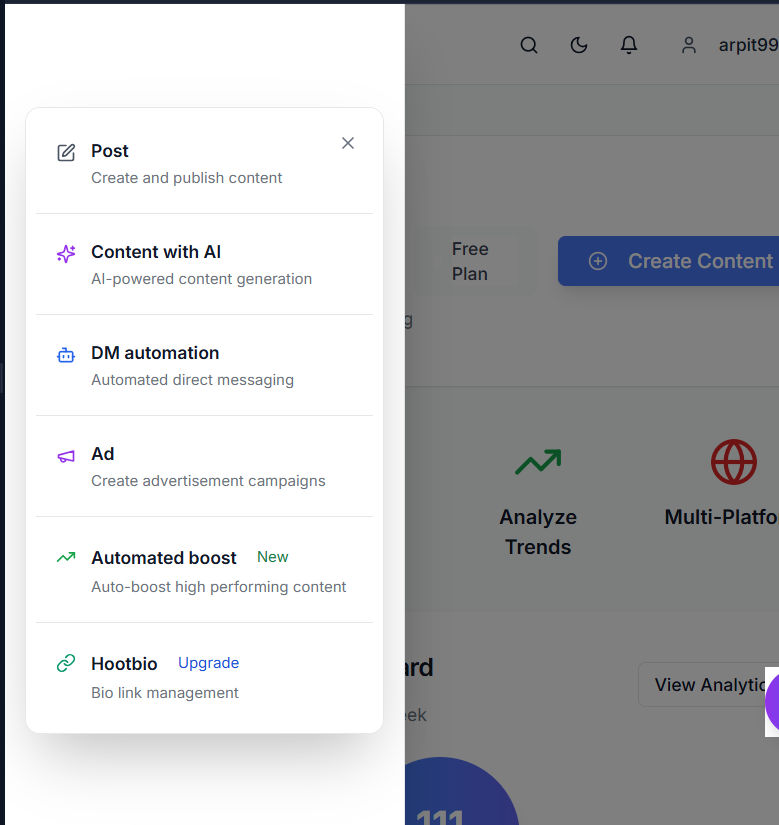 arpit99
Post
Create and publish content
Content with AI
AI-powered content generation
DM automation
Automated direct messaging
Ad
Create advertisement campaigns
Automated boost New
Auto-boost high performing content
Hootbio Upgrade
Bio link management
Free
Plan
Create Content
g
Analyze
Trends
Multi-Platfo
ard
eek
View Analytic
111